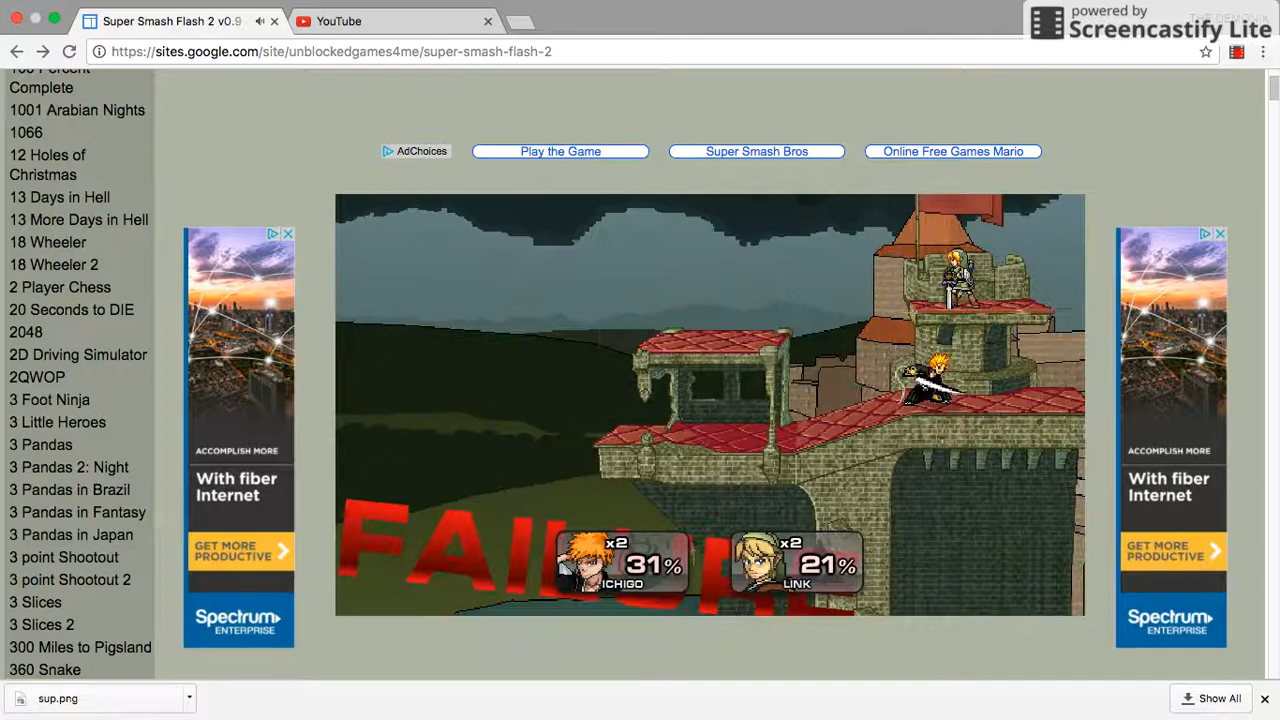 Super Smash Flash 2 v0.9
YouTube
powered by
Screencastify Lite
https://sites.google.com/site/unblockedgames4me/super-smash-flash-2
100 Percent
Complete
1001 Arabian Nights
1066
12 Holes of
Christmas
13 Days in Hell
13 More Days in Hell
18 Wheeler
18 Wheeler 2
2 Player Chess
20 Seconds to DIE
2048
2D Driving Simulator
2QWOP
3 Foot Ninja
3 Little Heroes
3 Pandas
3 Pandas 2: Night
3 Pandas in Brazil
3 Pandas in Fantasy
3 Pandas in Japan
3 point Shootout
3 point Shootout 2
3 Slices
3 Slices 2
300 Miles to Pigsland
360 Snake
AdChoices
Play the Game
Super Smash Bros
Online Free Games Mario
ACCOMPLISH MORE
With fiber
Internet
GET MORE
PRODUCTIVE
Spectrum
ENTERPRISE
FAILURE
x2
31%
ICHIGO
x2
21%
LINK
ACCOMPLISH MORE
With fiber
Internet
GET MORE
PRODUCTIVE
Spectrum
ENTERPRISE
sup.png
Show All